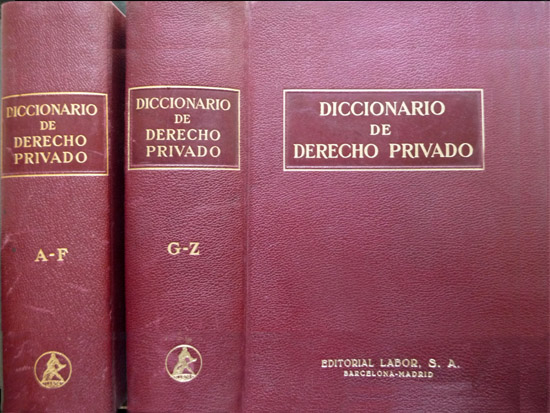 DICCIONARIO
DE
DERECHO
PRIVADO
A-F
DICCIONARIO
DE
DERECHO
PRIVADO
G-Z
DICCIONARIO
DE
DERECHO PRIVADO
EDITORIAL LABOR, S. A.
BARCELONA-MADRID